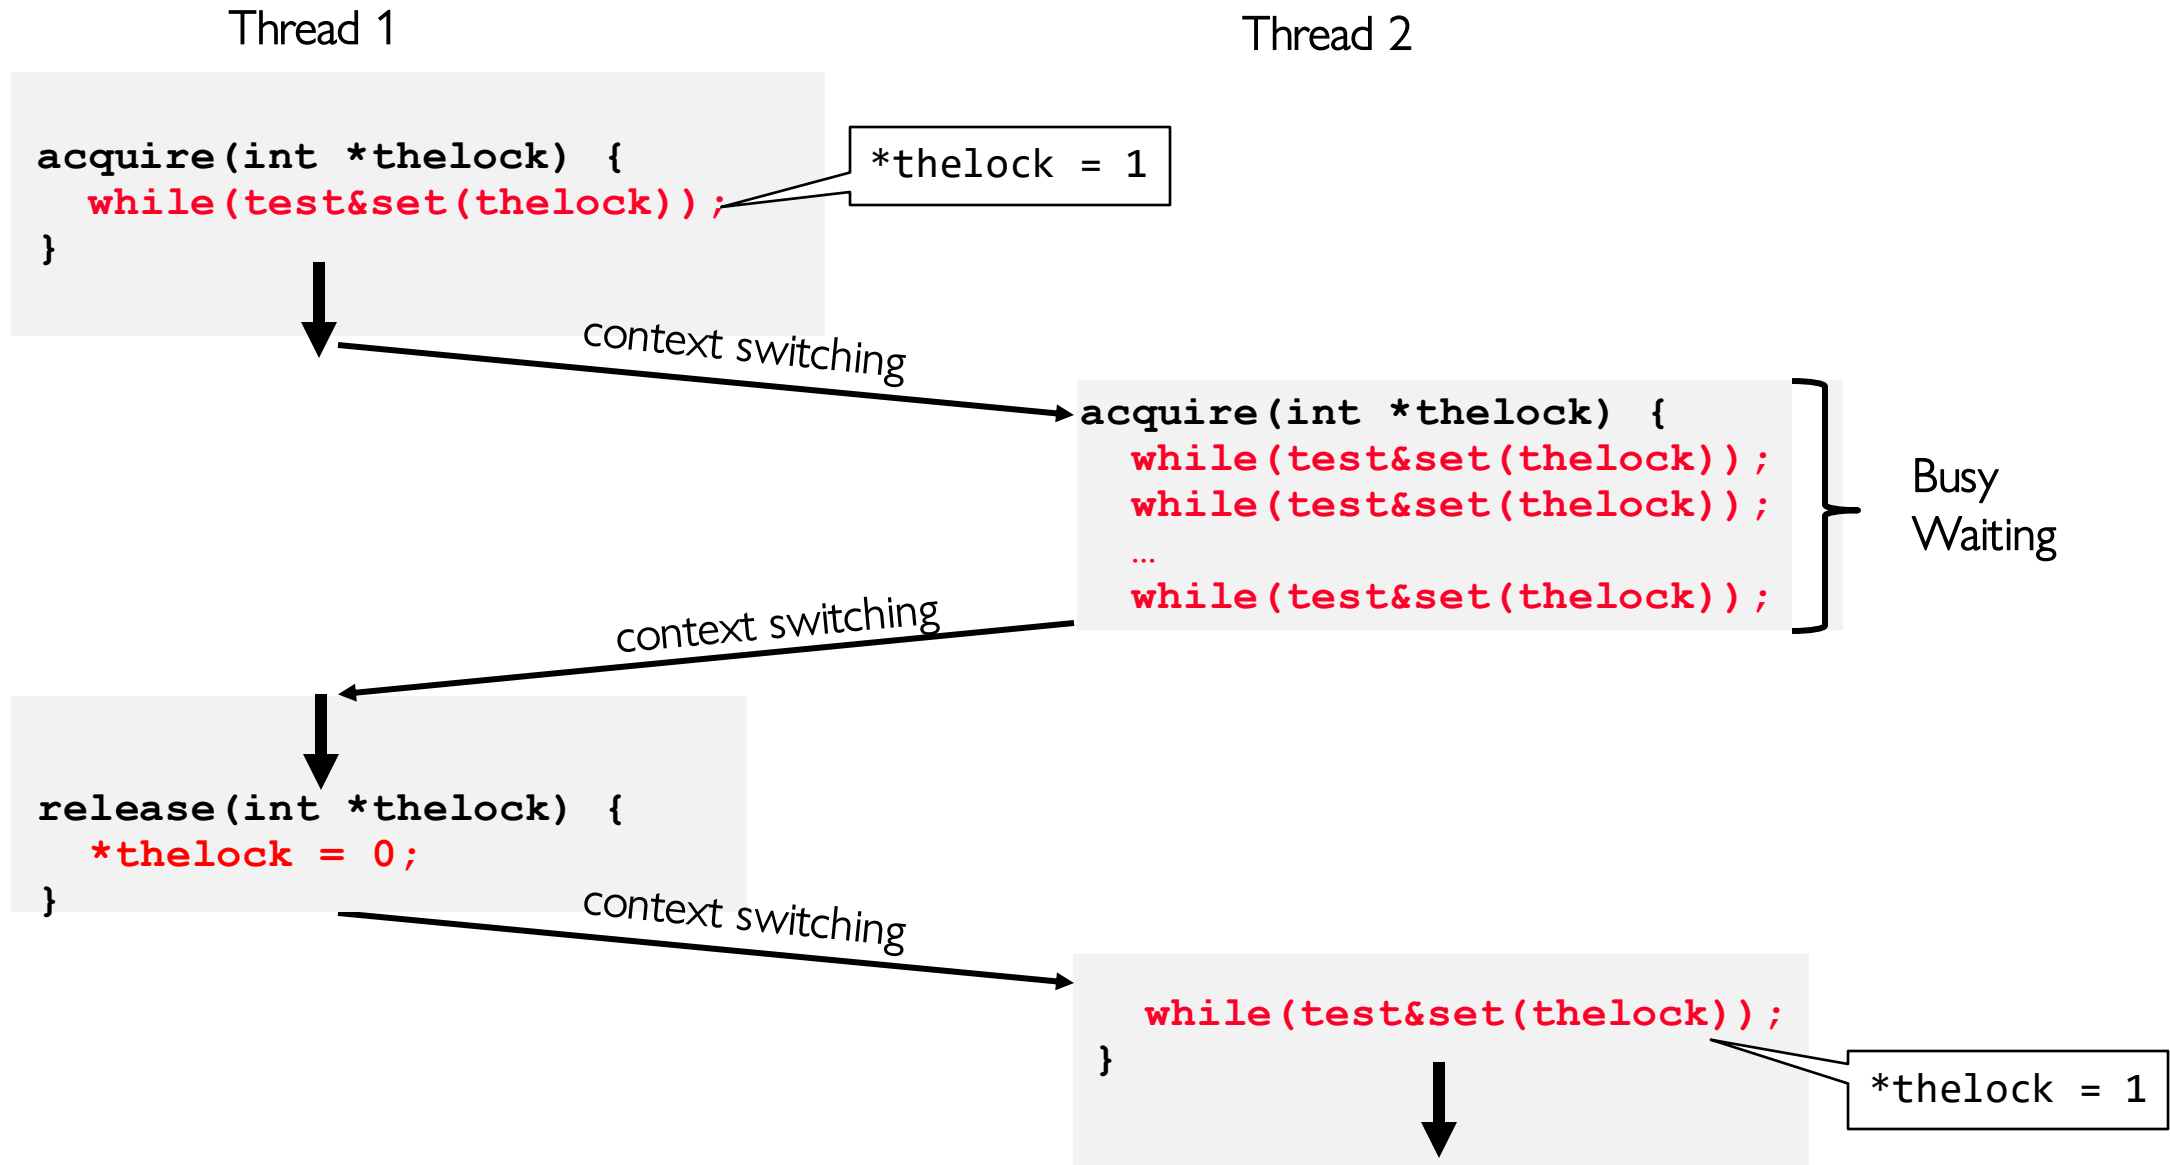 Thread 1
Thread 2
acquire(int *thelock) {
while(test&set(thelock));
}
*thelock = 1
context switching
acquire(int *thelock) {
while(test&set(thelock));
while(test&set(thelock));
…
while(test&set(thelock));
Busy
Waiting
context switching
release(int *thelock) {
*thelock = 0;
}
context switching
while(test&set(thelock));
}
*thelock = 1